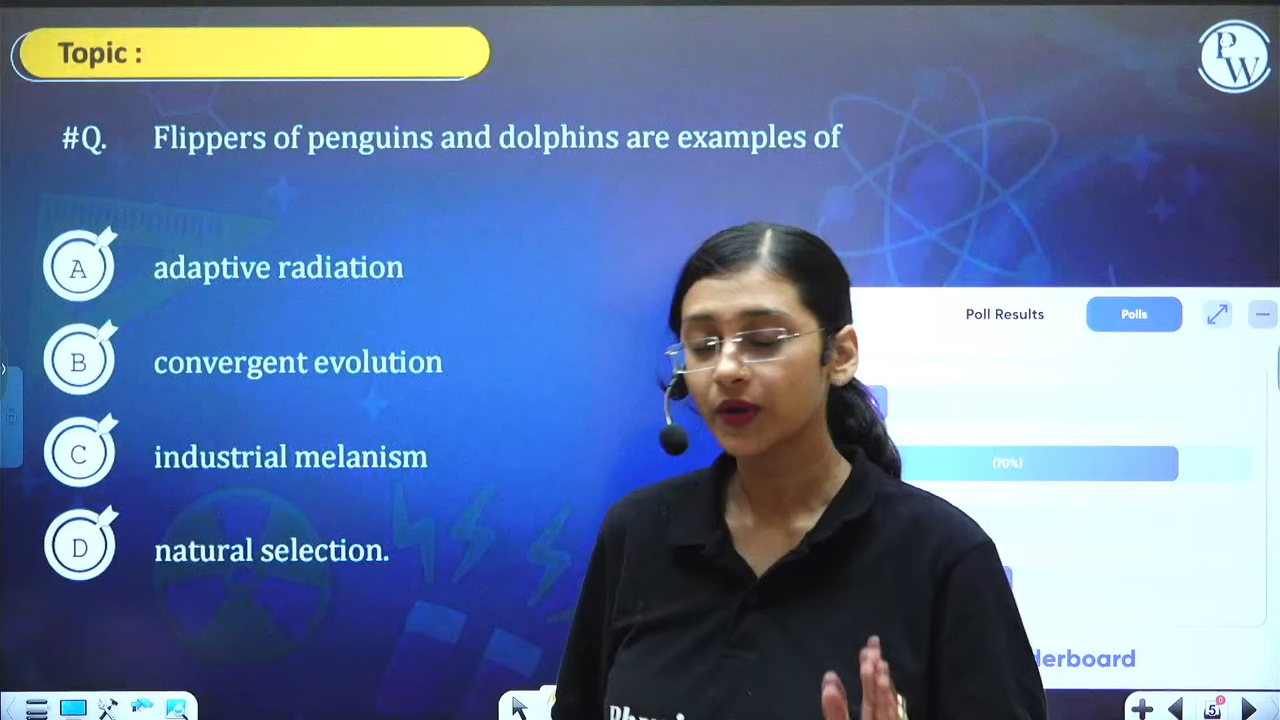 Topic :
PW
#Q. Flippers of penguins and dolphins are examples of
A adaptive radiation
B convergent evolution
C industrial melanism
D natural selection.
Poll Results
Polls
(70%)
5